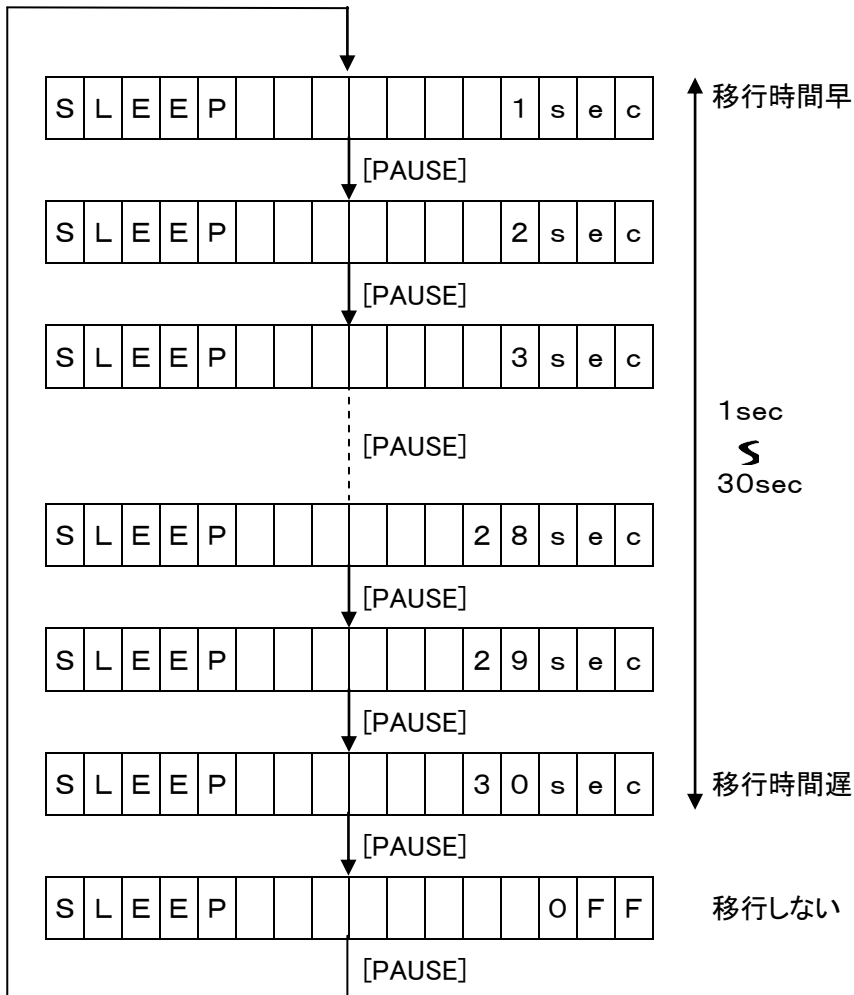 SLEEP 1sec 移行時間早
[PAUSE]
SLEEP 2sec
[PAUSE]
SLEEP 3sec
[PAUSE]
1sec
〜
30sec
SLEEP 28sec
[PAUSE]
SLEEP 29sec
[PAUSE]
SLEEP 30sec 移行時間遅
[PAUSE]
SLEEP OFF 移行しない
[PAUSE]